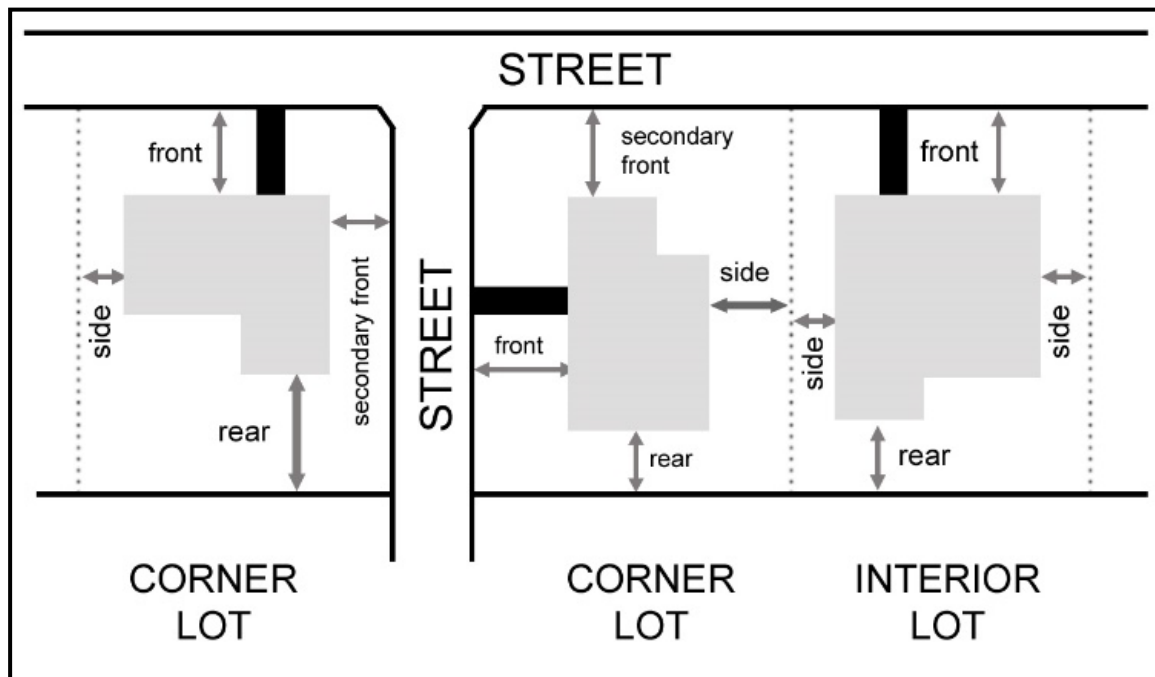 STREET
front
side
rear
secondary front
STREET
secondary
front
front
side
rear
front
side
side
rear
CORNER
LOT
CORNER
LOT
INTERIOR
LOT